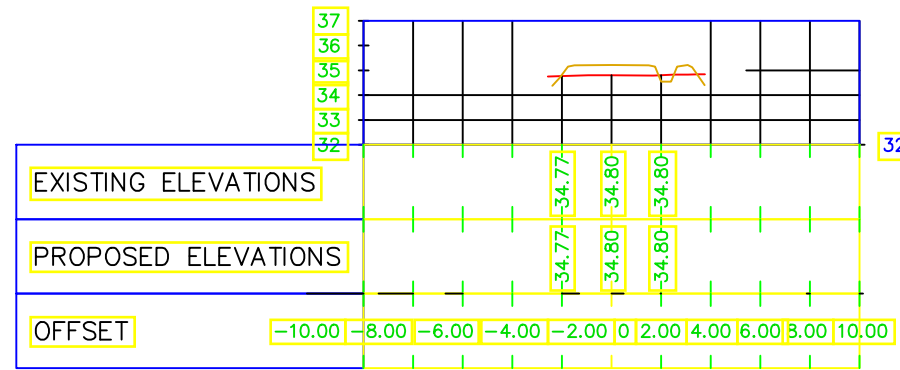 37
36
35
34
33
32
32
EXISTING ELEVATIONS 34.77 34.80 34.80
PROPOSED ELEVATIONS 34.77 34.80 34.80
OFFSET -10.00 -8.00 -6.00 -4.00 -2.00 0 2.00 4.00 6.00 8.00 10.00